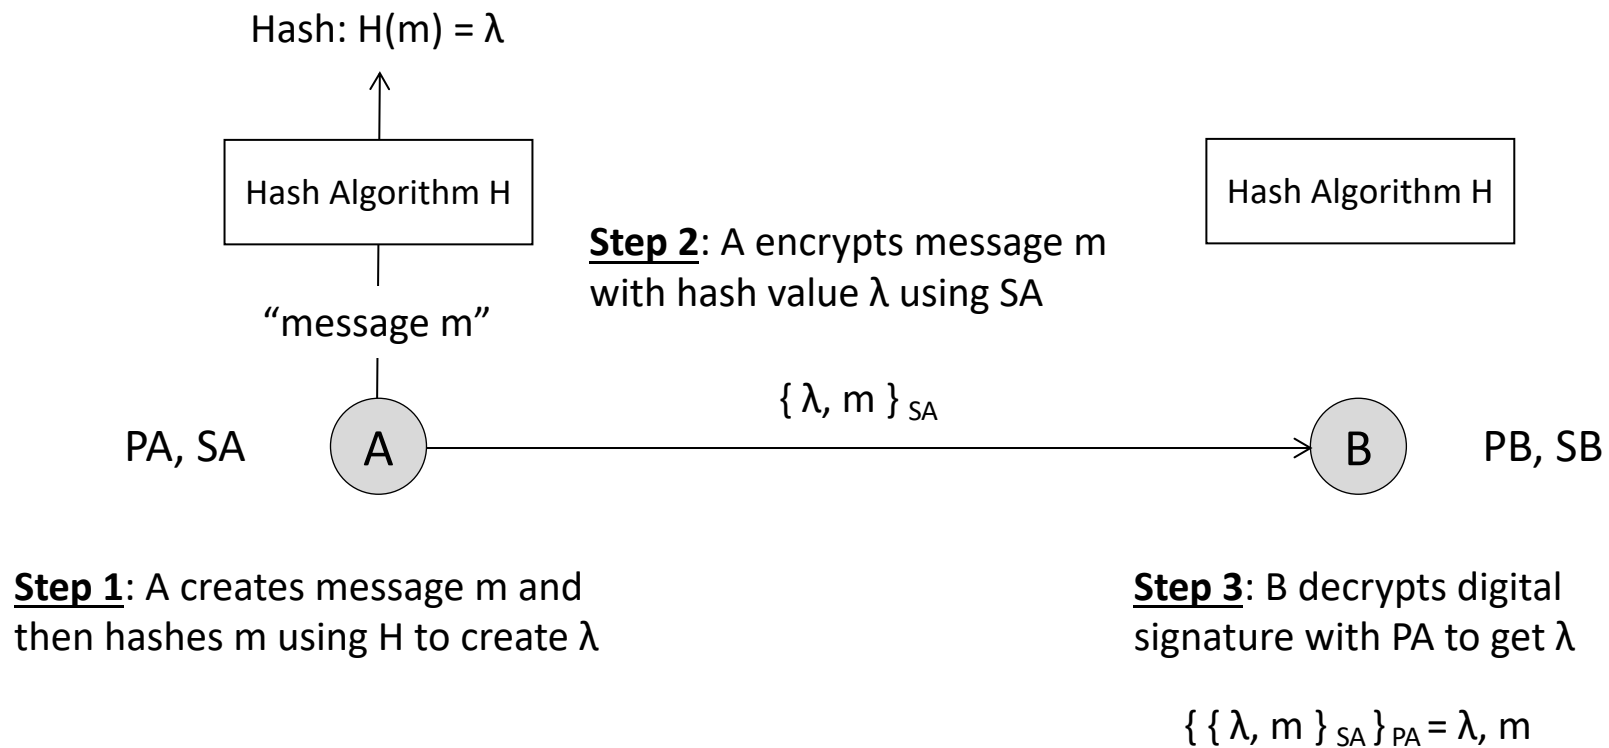 Hash: H(m) = λ
Hash Algorithm H
Hash Algorithm H
Step 2: A encrypts message m
with hash value λ using SA
“message m”
{ λ, m } SA
PA, SA
A
B
PB, SB
Step 1: A creates message m and
then hashes m using H to create λ
Step 3: B decrypts digital
signature with PA to get λ
{ { λ, m } SA } PA = λ, m